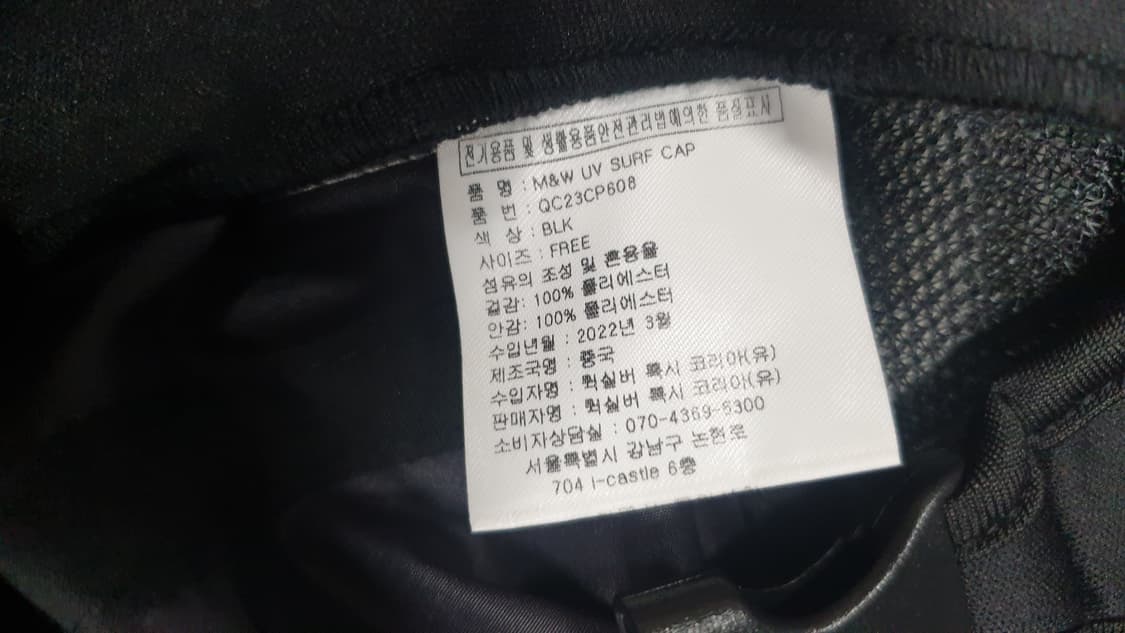 전기용품 및 생활용품안전관리법에의한 품질표시
품 명 : M&W UV SURF CAP
품 번 : QC23CP608
색 상 : BLK
사이즈 : FREE
섬유의 조성 및 혼용율
겉감: 100% 폴리에스터
안감: 100% 폴리에스터
수입년월 : 2022년 3월
제조국명 : 중국
수입자명 : 퀵실버 록시 코리아(유)
판매자명 : 퀵실버 록시 코리아(유)
소비자상담실 : 070-4369-5300
서울특별시 강남구 논현로
704 i-castle 6층